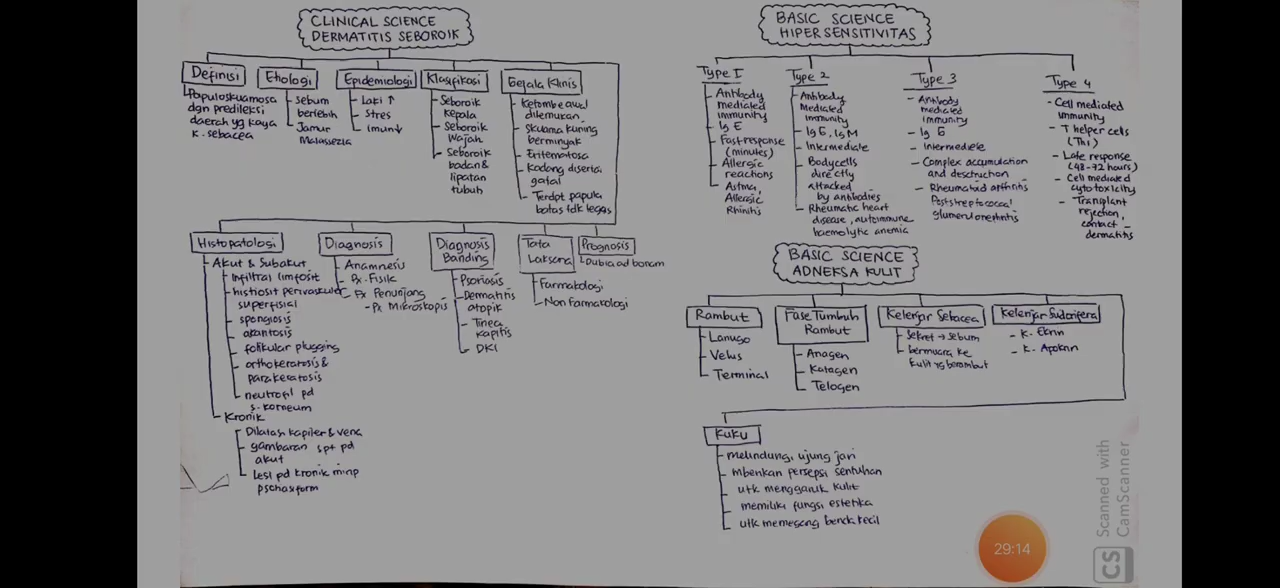 CLINICAL SCIENCE
DERMATITIS SEBOROIK
Definisi
Papuloskuamosa
dgn predileksi
daerah yg kaya
k. sebacea
Etiologi
Sebum
berlebih
Jamur
Malassezia
Epidemiologi
Laki ↑
Stres
Imun↓
Klasifikasi
Seboroik
Kepala
Seboroik
Wajah
Seboroik
badan &
lipatan
tubuh
Gejala Klinis
Ketombe awal
ditemukan
Skuama kuning
berminyak
Eritematosa
Kadang disertai
gatal
Terdpt papula
batas tdk tegas
Histopatologi
Akut & Subakut
infiltrat limfosit
histiosit perivaskular
superfisial
spongiosis
akantosis
folikular plugging
orthokeratosis &
parakeratosis
neutrofil pd
s. korneum
Kronik
Dilatasi kapiler & vena
gambaran spt pd
akut
Lesi pd kronik mirip
Diagnosis
Anamnesis
Px. Fisik
Px Penunjang
- Px Mikroskopis
Diagnosis
Banding
Psoriasis
Dermatitis
atopik
Tinea
Kapitis
DKI
Tata
Laksana
Farmakologi
Non Farmakologi
Prognosis
Dubia ad bonam
BASIC SCIENCE
HIPERSENSITIVITAS
Type I
Antibody
mediated
immunity
Ig E
Fast response
(minutes)
Allergic
reactions
Astma,
Allergic
Rhinitis
Type 2
Antibody
Mediated
immunity
Ig G, Ig M
Intermediate
Body cells
directly
attacked
by antibodies
Rheumatic heart
disease, autoimmune
haemolytic anemia
Type 3
Antibody
mediated
immunity
Ig G
Intermediete
Complex accumulation
and destruction
Rheumatoid arthritis
Type 4
Cell mediated
immunity
T helper cells
(Th1)
Late response
(48-72 hours)
Cell mediated
cytotoxicity
Transplant
rejection,
contact
dermatitis
BASIC SCIENCE
ADNEKSA KULIT
Rambut
Lanugo
Velus
Terminal
Fase Tumbuh
Rambut
Anagen
Katagen
Telogen
Kelenjar Sebacea
Sekret → sebum
bermuara ke
kulit yg berambut
Kelenjar Sudorifera
K. Ekrin
K. Apokrin
Kuku
melindungi ujung jari
mberikan persepsi sentuhan
utk menggaruk kulit
memiliki fungsi estetika
utk memegang benda kecil
29:14
CS Scanned with
CamScanner